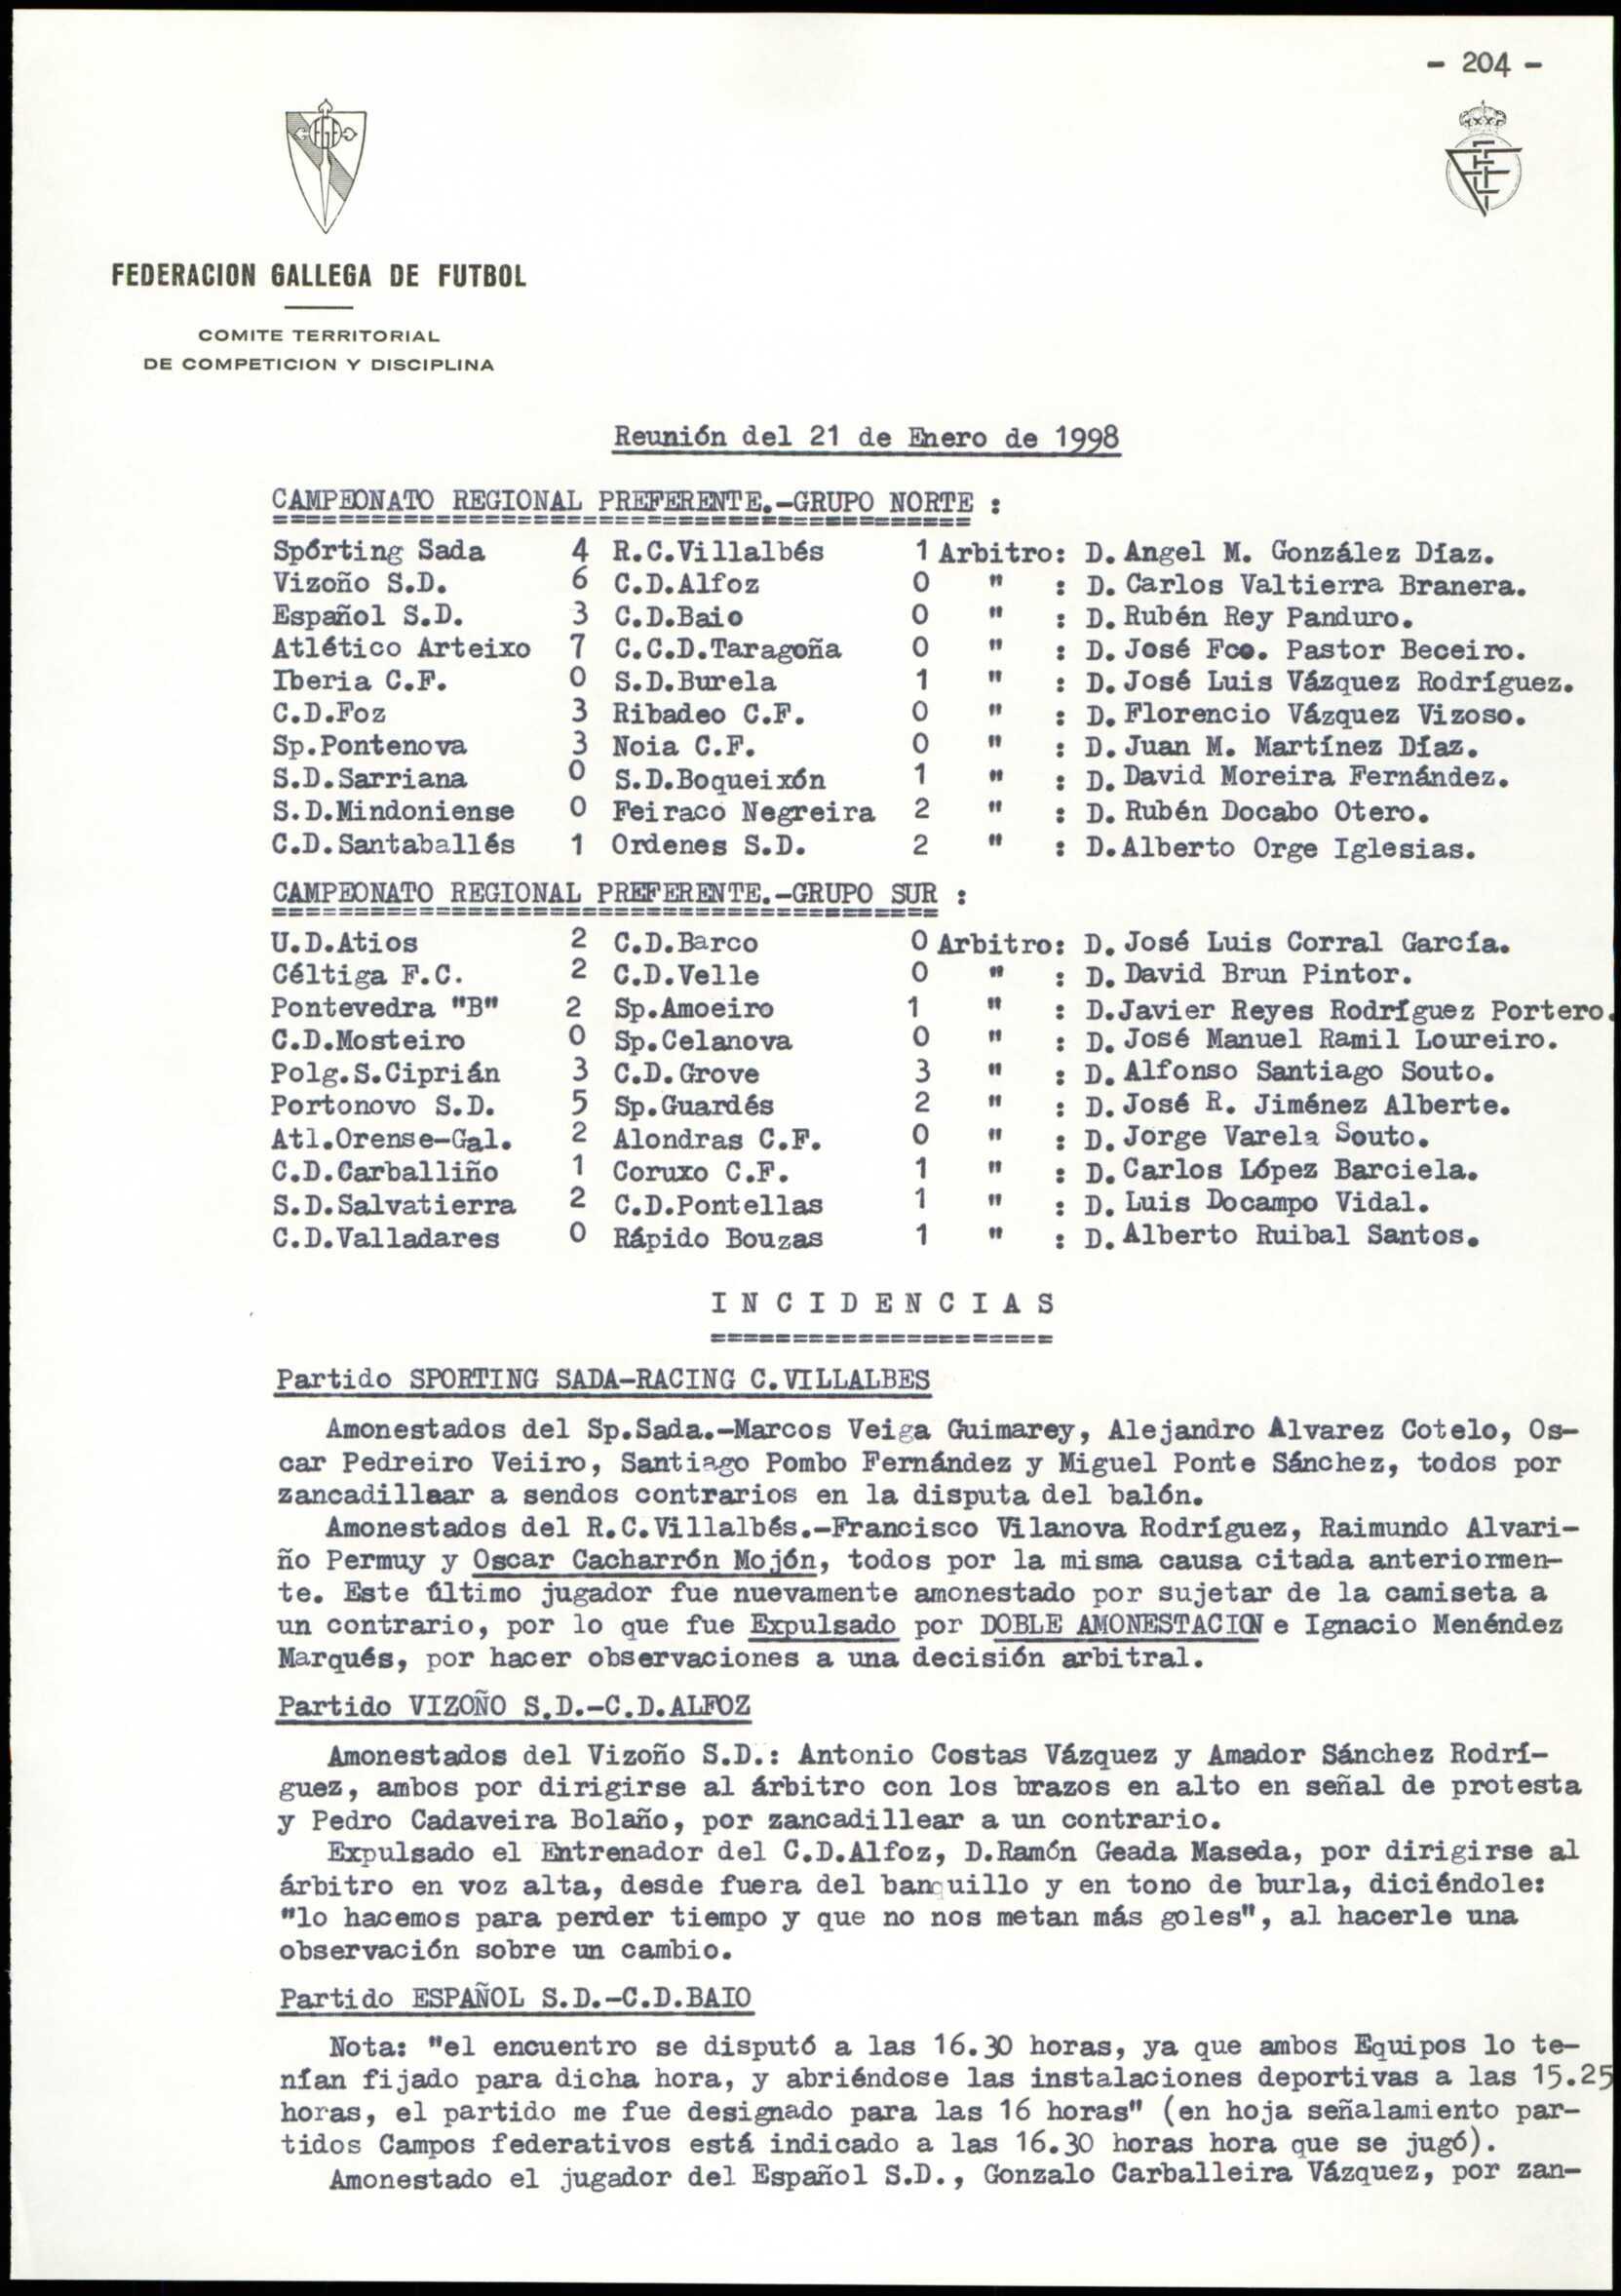 - 204 -
FEDERACION GALLEGA DE FUTBOL
COMITE TERRITORIAL
DE COMPETICION Y DISCIPLINA
Reunión del 21 de Enero de 1998
CAMPEONATO REGIONAL PREFERENTE.-GRUPO NORTE :
Spórting Sada 4 R.C.Villalbés 1 Arbitro: D. Angel M. González Díaz.
Vizoño S.D. 6 C.D.Alfoz 0 " : D. Carlos Valtierra Branera.
Español S.D. 3 C.D.Baio 0 " : D. Rubén Rey Panduro.
Atlético Arteixo 7 C.C.D.Taragoña 0 " : D. José Fco. Pastor Beceiro.
Iberia C.F. 0 S.D.Burela 1 " : D. José Luis Vázquez Rodríguez.
C.D.Foz 3 Ribadeo C.F. 0 " : D. Florencio Vázquez Vizoso.
Sp.Pontenova 3 Noia C.F. 0 " : D. Juan M. Martínez Díaz.
S.D.Sarriana 0 S.D.Boqueixón 1 " : D. David Moreira Fernández.
S.D.Mindoniense 0 Feiraco Negreira 2 " : D. Rubén Docabo Otero.
C.D.Santaballés 1 Ordenes S.D. 2 " : D.Alberto Orge Iglesias.
CAMPEONATO REGIONAL PREFERENTE.-GRUPO SUR :
U.D.Atios 2 C.D.Barco 0 Arbitro: D. José Luis Corral García.
Céltiga F.C. 2 C.D.Velle 0 " : D. David Brun Pintor.
Pontevedra "B" 2 Sp.Amoeiro 1 " : D.Javier Reyes Rodríguez Portero.
C.D.Mosteiro 0 Sp.Celanova 0 " : D. José Manuel Ramil Loureiro.
Polg.S.Ciprián 3 C.D.Grove 3 " : D. Alfonso Santiago Souto.
Portonovo S.D. 5 Sp.Guardés 2 " : D. José R. Jiménez Alberte.
Atl.Orense-Gal. 2 Alondras C.F. 0 " : D. Jorge Varela Souto.
C.D.Carballiño 1 Coruxo C.F. 1 " : D. Carlos López Barciela.
S.D.Salvatierra 2 C.D.Pontellas 1 " : D. Luis Docampo Vidal.
C.D.Valladares 0 Rápido Bouzas 1 " : D. Alberto Ruibal Santos.
I N C I D E N C I A S
Partido SPORTING SADA-RACING C.VILLALBES
Amonestados del Sp.Sada.-Marcos Veiga Guimarey, Alejandro Alvarez Cotelo, Os-
car Pedreiro Veiiro, Santiago Pombo Fernández y Miguel Ponte Sánchez, todos por
zancadillaar a sendos contrarios en la disputa del balón.
Amonestados del R.C.Villalbés.-Francisco Vilanova Rodríguez, Raimundo Alvari-
ño Permuy y Oscar Cacharrón Mojón, todos por la misma causa citada anteriormen-
te. Este último jugador fue nuevamente amonestado por sujetar de la camiseta a
un contrario, por lo que fue Expulsado por DOBLE AMONESTACION e Ignacio Menéndez
Marqués, por hacer observaciones a una decisión arbitral.
Partido VIZOÑO S.D.-C.D.ALFOZ
Amonestados del Vizoño S.D.: Antonio Costas Vázquez y Amador Sánchez Rodrí-
guez, ambos por dirigirse al árbitro con los brazos en alto en señal de protesta
y Pedro Cadaveira Bolaño, por zancadillear a un contrario.
Expulsado el Entrenador del C.D.Alfoz, D.Ramón Geada Maseda, por dirigirse al
árbitro en voz alta, desde fuera del banquillo y en tono de burla, diciéndole:
"lo hacemos para perder tiempo y que no nos metan más goles", al hacerle una
observación sobre un cambio.
Partido ESPAÑOL S.D.-C.D.BAIO
Nota: "el encuentro se disputó a las 16.30 horas, ya que ambos Equipos lo te-
nían fijado para dicha hora, y abriéndose las instalaciones deportivas a las 15.25
horas, el partido me fue designado para las 16 horas" (en hoja señalamiento par-
tidos Campos federativos está indicado a las 16.30 horas hora que se jugó).
Amonestado el jugador del Español S.D., Gonzalo Carballeira Vázquez, por zan-